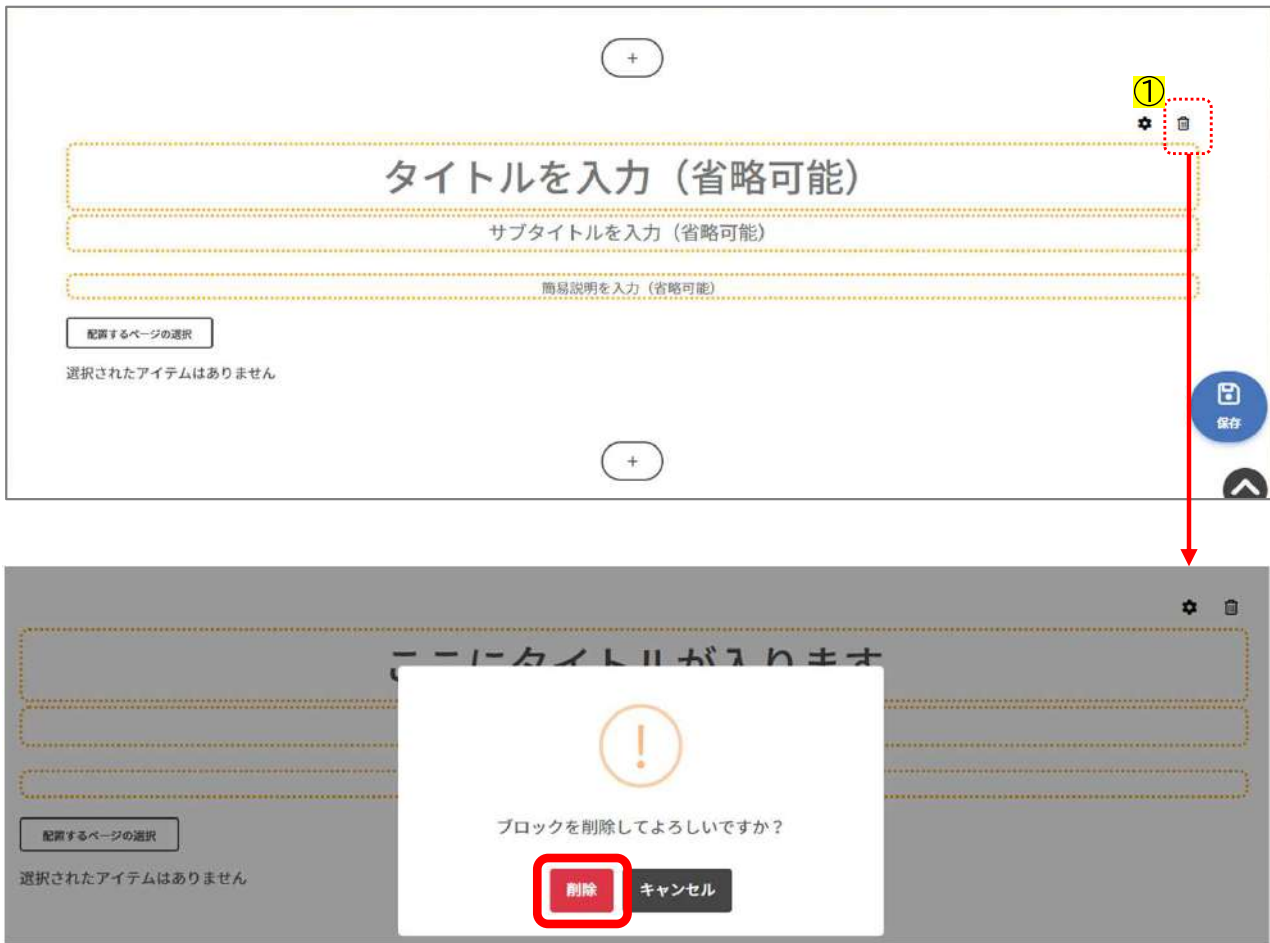 +
①
タイトルを入力（省略可能）
サブタイトルを入力（省略可能）
簡易説明を入力（省略可能）
配置するページの選択
選択されたアイテムはありません
保存
+
ここにタイトルが入ります
!
ブロックを削除してよろしいですか？
配置するページの選択
選択されたアイテムはありません
削除 キャンセル